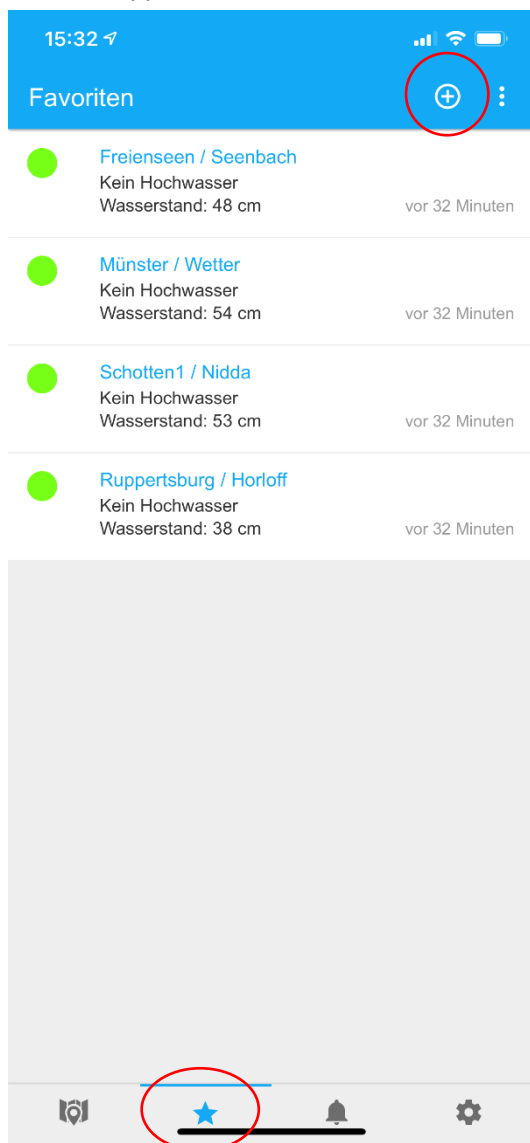 15:32
Favoriten
Freienseen / Seenbach
Kein Hochwasser
Wasserstand: 48 cm
vor 32 Minuten
Münster / Wetter
Kein Hochwasser
Wasserstand: 54 cm
vor 32 Minuten
Schotten1 / Nidda
Kein Hochwasser
Wasserstand: 53 cm
vor 32 Minuten
Ruppertsburg / Horloff
Kein Hochwasser
Wasserstand: 38 cm
vor 32 Minuten